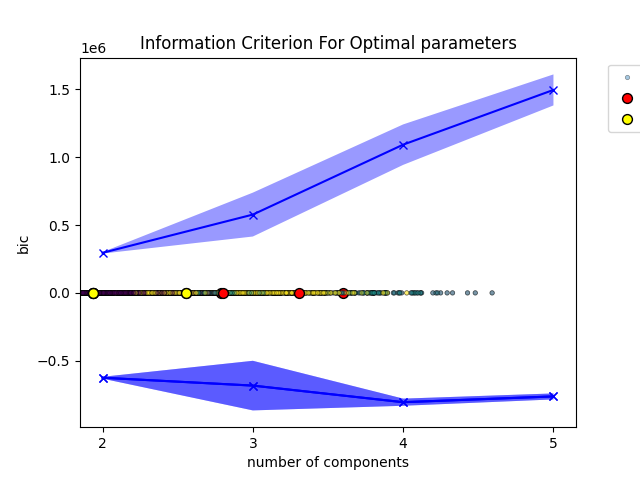 Information Criterion For Optimal parameters
1e6
1.5
1.0
0.5
0.0
−0.5
bic
2 3 4 5
number of components